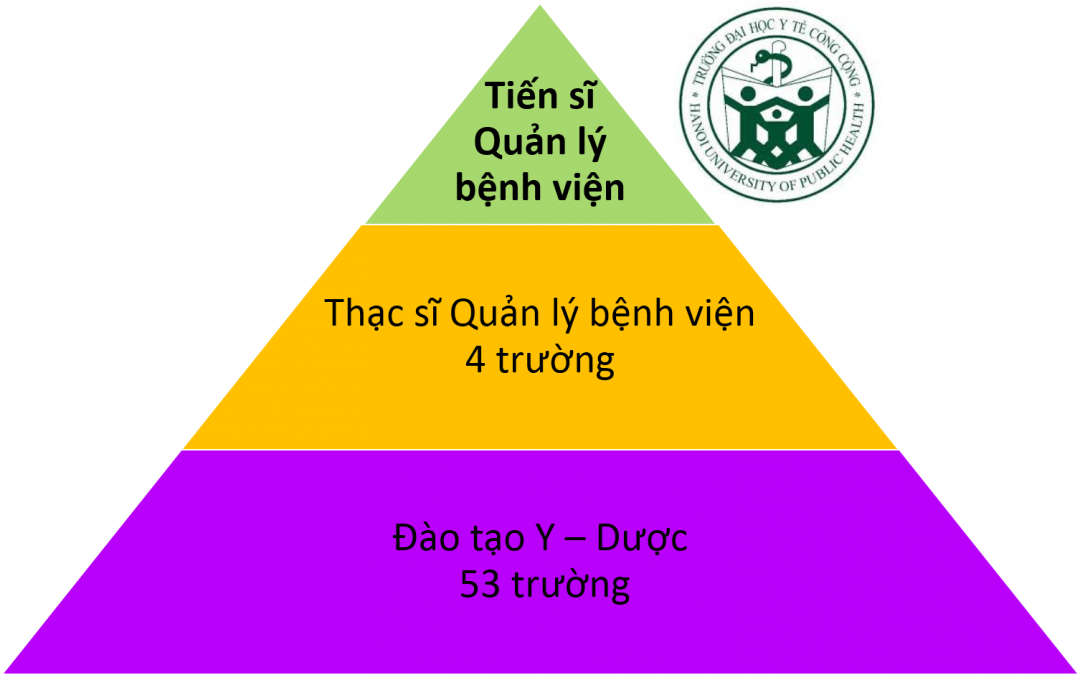 Tiến sĩ
Quản lý
bệnh viện
* TRƯỜNG ĐẠI HỌC Y TẾ CÔNG CỘNG *
HANOI UNIVERSITY OF PUBLIC HEALTH
Thạc sĩ Quản lý bệnh viện
4 trường
Đào tạo Y – Dược
53 trường